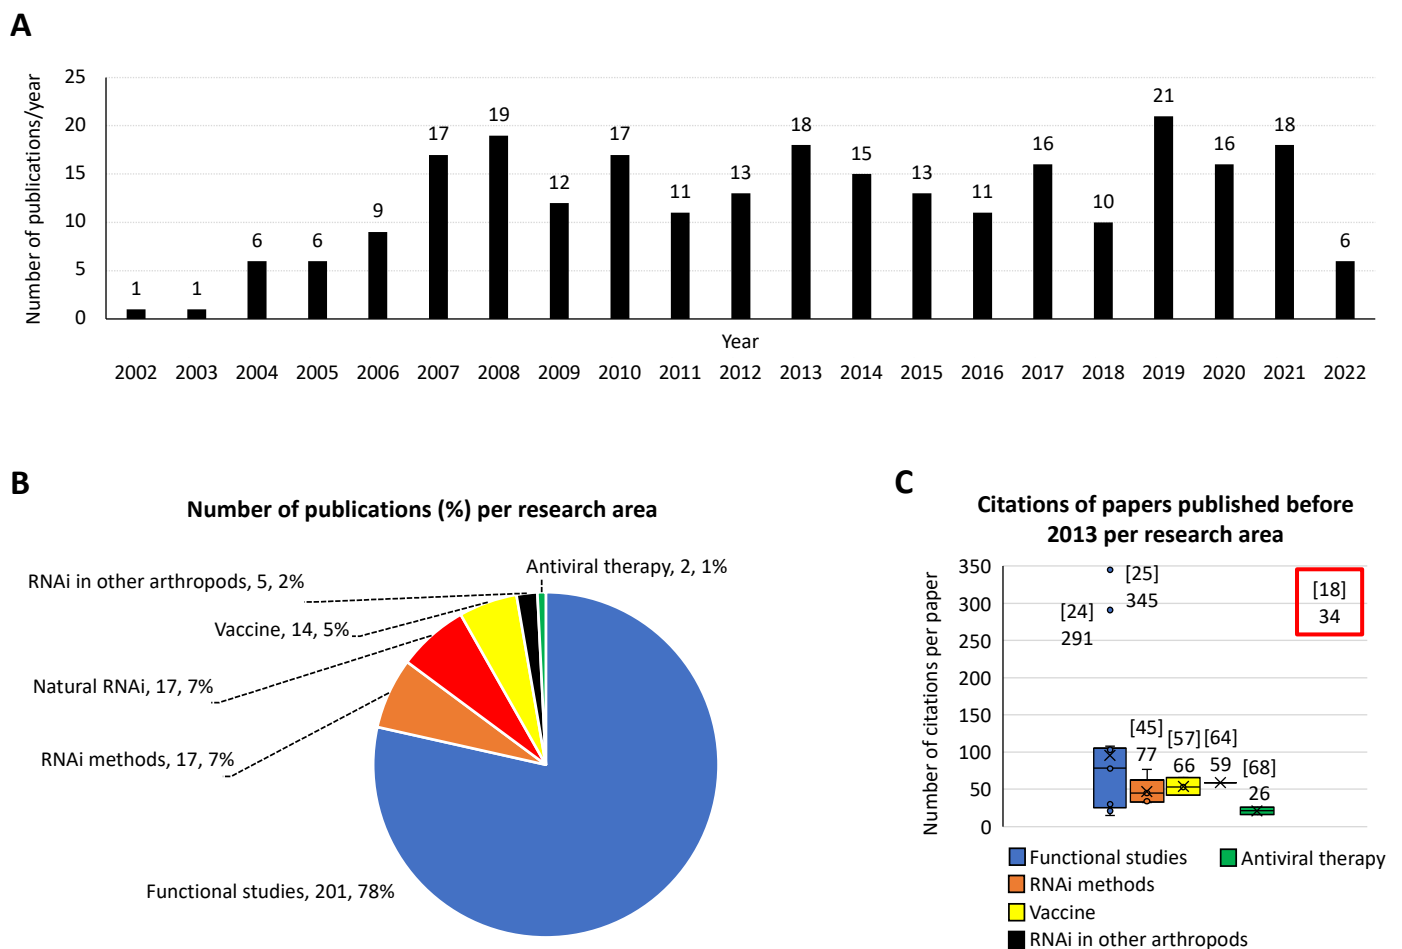 A
Number of publications/year
25
20
15
10
5
0
1
1
6
6
9
17
19
12
17
11
13
18
15
13
11
16
10
21
16
18
6
Year
2002 2003 2004 2005 2006 2007 2008 2009 2010 2011 2012 2013 2014 2015 2016 2017 2018 2019 2020 2021 2022
B
Number of publications (%) per research area
Antiviral therapy, 2, 1%
RNAi in other arthropods, 5, 2%
Vaccine, 14, 5%
Natural RNAi, 17, 7%
RNAi methods, 17, 7%
Functional studies, 201, 78%
C
Citations of papers published before
2013 per research area
Number of citations per paper
350
300
250
200
150
100
50
0
[25]
345
[24]
291
[18]
34
[45]
77
[57]
66
[64]
59
[68]
26
Functional studies
Antiviral therapy
RNAi methods
Vaccine
RNAi in other arthropods